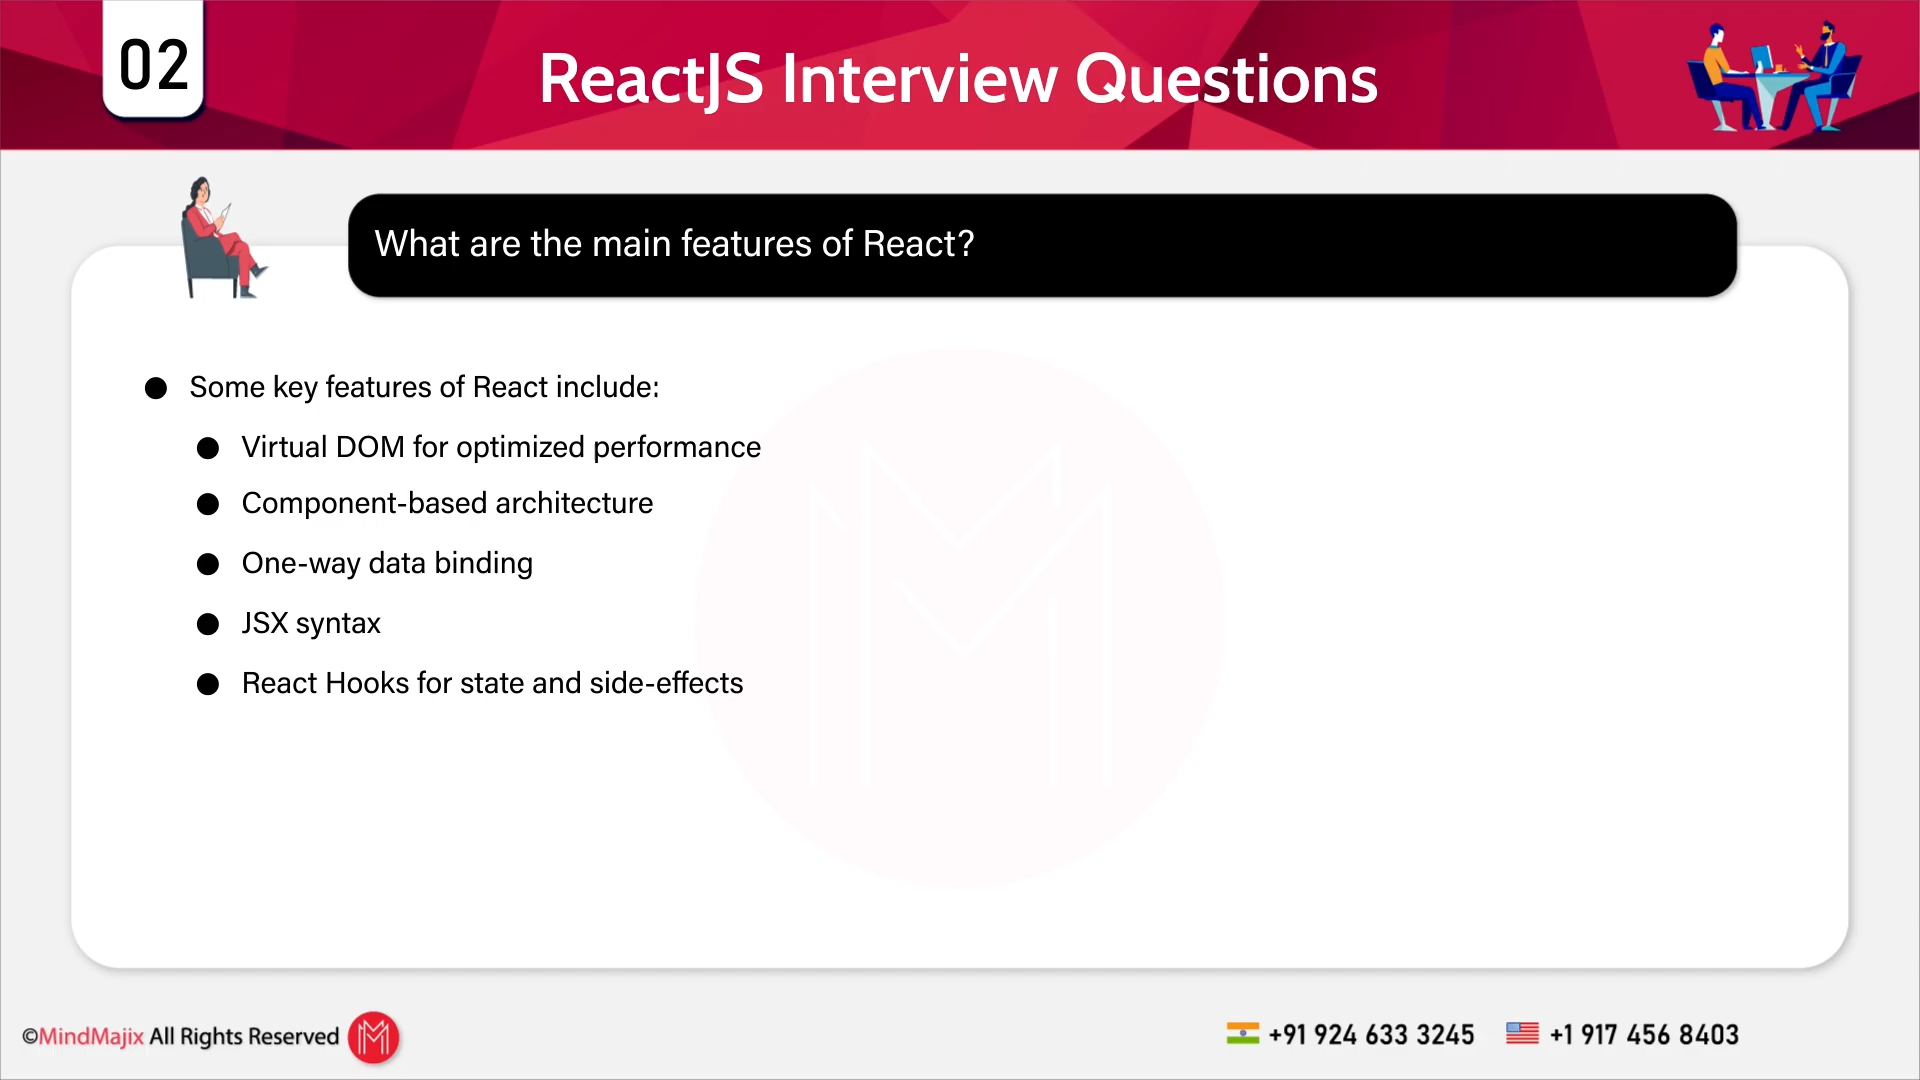 02
ReactJS Interview Questions
What are the main features of React?
● Some key features of React include:
● Virtual DOM for optimized performance
● Component-based architecture
● One-way data binding
● JSX syntax
● React Hooks for state and side-effects
©MindMajix All Rights Reserved
+91 924 633 3245
+1 917 456 8403